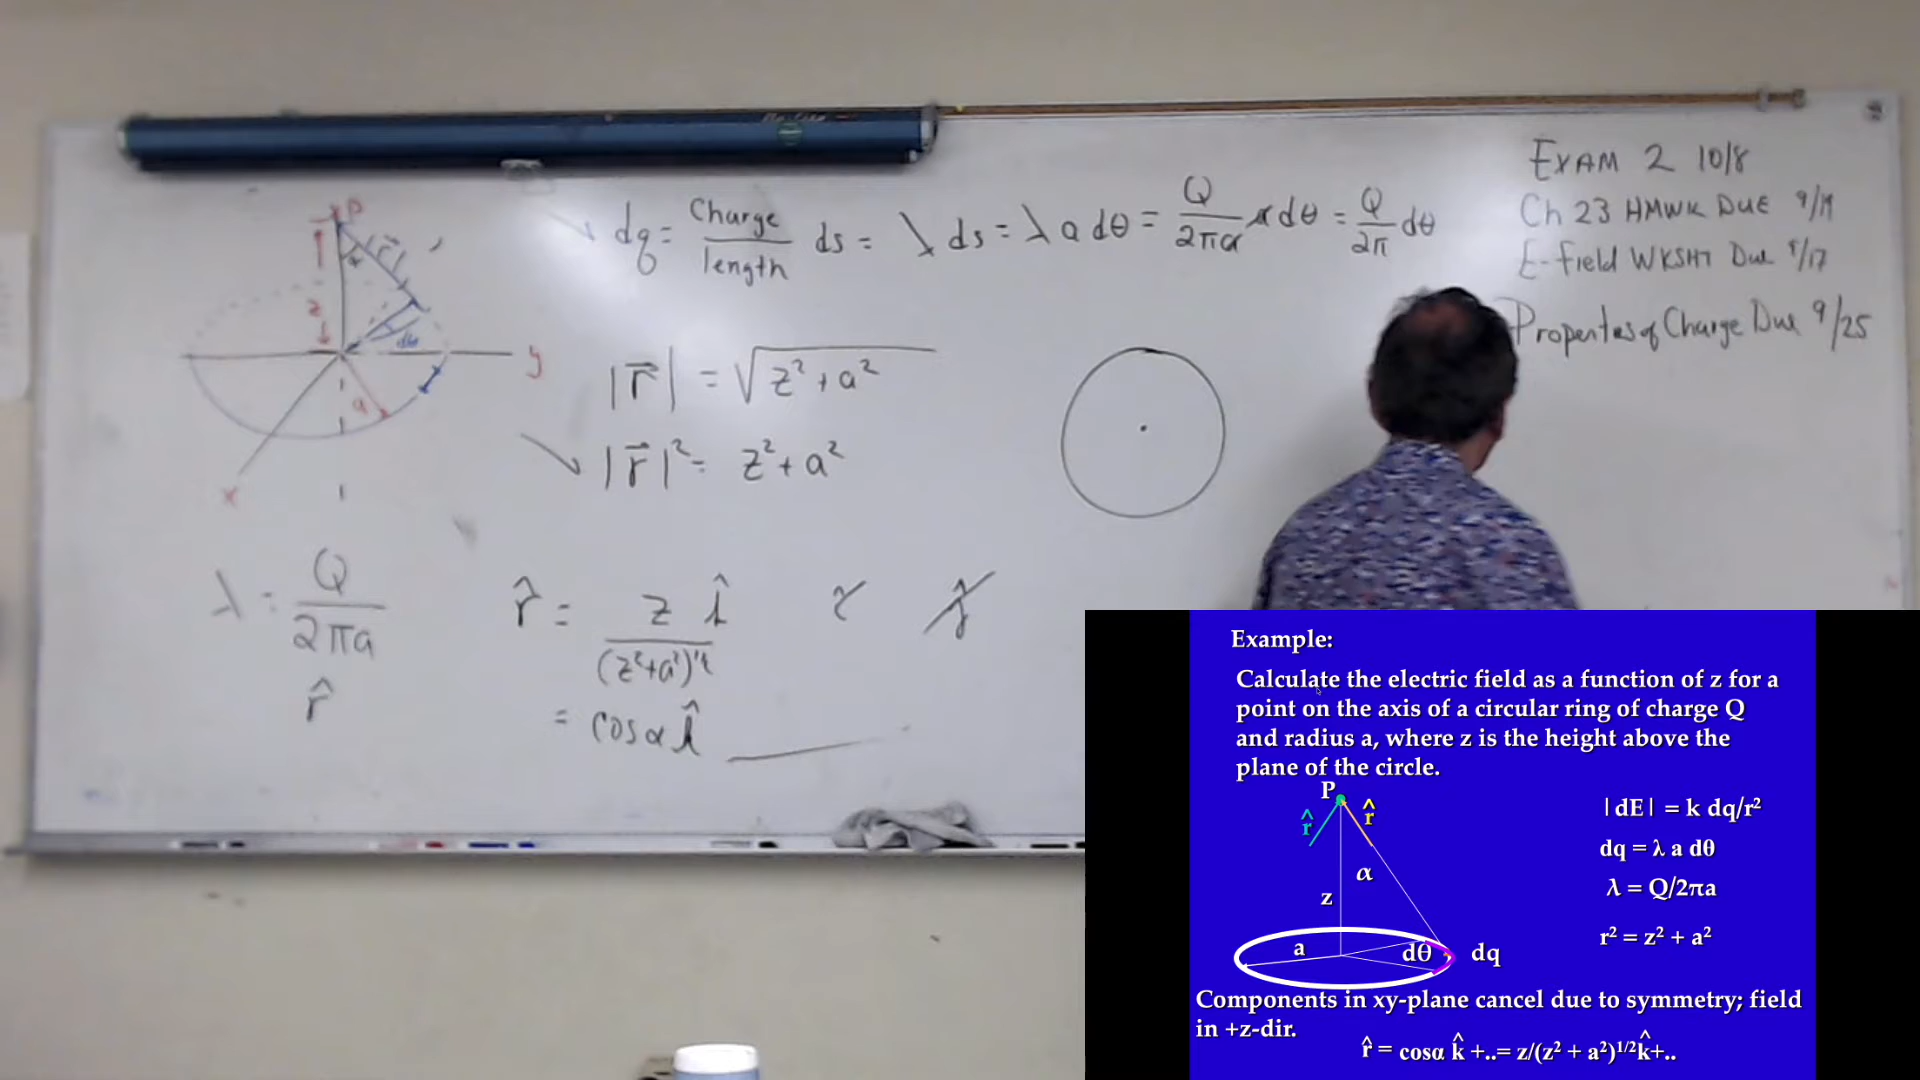 EXAM 2 10/8
Ch 23 HMWK DUE 9/19
E-field WKSHT Due 9/17
Properties of Charge Due 9/25
dq = Charge/length ds = λ ds = λ a dθ = Q/2πa a dθ = Q/2π dθ
P
r
z
dθ
y
a
x
|r⃗| = √z² + a²
|r⃗|² = z² + a²
λ = Q/2πa
r̂
r̂ = z/(z²+a²)^½ k̂
= cosα k̂
Example:
Calculate the electric field as a function of z for a
point on the axis of a circular ring of charge Q
and radius a, where z is the height above the
plane of the circle.
P
r̂ r̂
α
z
a dθ dq
|dE| = k dq/r²
dq = λ a dθ
λ = Q/2πa
r² = z² + a²
Components in xy-plane cancel due to symmetry; field
in +z-dir.
r̂ = cosα k̂ +..= z/(z² + a²)^1/2 k̂+..